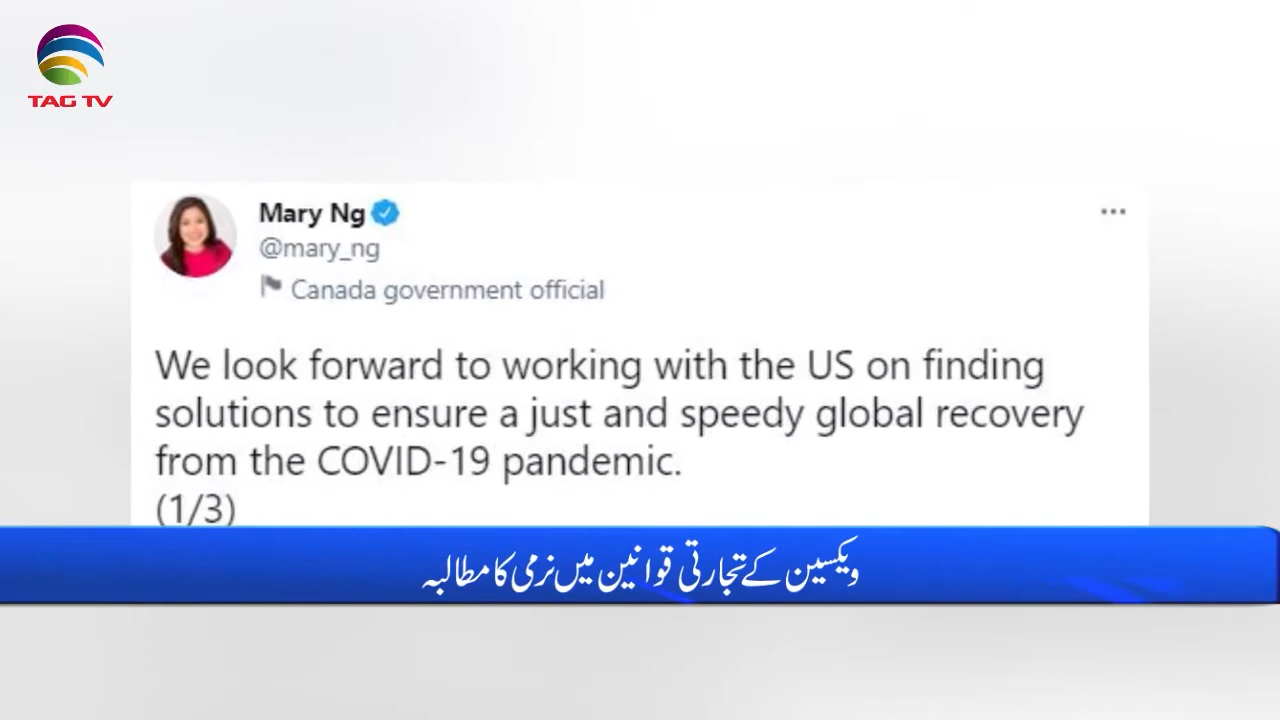 TAG TV
Mary Ng
@mary_ng
Canada government official
We look forward to working with the US on finding
solutions to ensure a just and speedy global recovery
from the COVID-19 pandemic.
(1/3)
ویکسین کے تجارتی قوانین میں نرمی کا مطالبہ